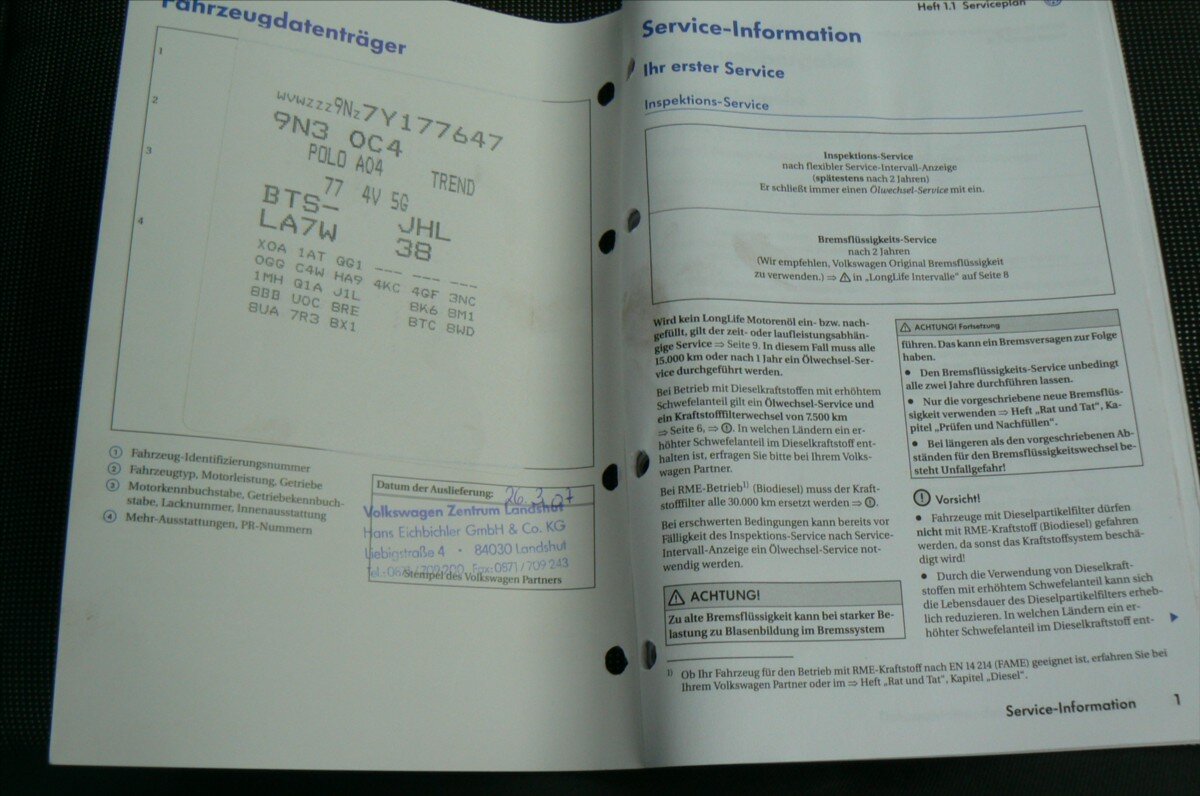 Fahrzeugdatenträger
1
2
3
4
WVWZZZ9NZ7Y177647
9N3 0C4
POLO A04 TREND
77 4V 5G
BTS- JHL
LA7W 38
X0A 1AT GG1 --- --- ---
0GG C4W HA9 4KC 4GF 3NC
1MH G1A J1L 8K6 8M1
8BB U0C 8RE 8TC 8WD
8UA 7R3 BX1
① Fahrzeug-Identifizierungsnummer
② Fahrzeugtyp, Motorleistung, Getriebe
③ Motorkennbuchstabe, Getriebekennbuch-
stabe, Lacknummer, Innenausstattung
④ Mehr-Ausstattungen, PR-Nummern
Datum der Auslieferung: 26.3.07
Volkswagen Zentrum Landshut
Hans Eichbichler GmbH & Co. KG
Liebigstraße 4 · 84030 Landshut
Tel.: 0871/709200 Fax: 0871/709 243
Stempel des Volkswagen Partners
Heft 1.1 Serviceplan
Service-Information
Ihr erster Service
Inspektions-Service
Inspektions-Service
nach flexibler Service-Intervall-Anzeige
(spätestens nach 2 Jahren)
Er schließt immer einen Ölwechsel-Service mit ein.
Bremsflüssigkeits-Service
nach 2 Jahren
(Wir empfehlen, Volkswagen Original Bremsflüssigkeit
zu verwenden.) ⇒ ⚠ in „LongLife Intervalle" auf Seite 8
Wird kein LongLife Motorenöl ein- bzw. nach-
gefüllt, gilt der zeit- oder laufleistungsabhän-
gige Service ⇒ Seite 9. In diesem Fall muss alle
15.000 km oder nach 1 Jahr ein Ölwechsel-Ser-
vice durchgeführt werden.
Bei Betrieb mit Dieselkraftstoffen mit erhöhtem
Schwefelanteil gilt ein Ölwechsel-Service und
ein Kraftstofffilterwechsel von 7.500 km
⇒ Seite 6, ⇒ ①. In welchen Ländern ein er-
höhter Schwefelanteil im Dieselkraftstoff ent-
halten ist, erfragen Sie bitte bei Ihrem Volks-
wagen Partner.
Bei RME-Betrieb¹⁾ (Biodiesel) muss der Kraft-
stofffilter alle 30.000 km ersetzt werden ⇒ ①.
Bei erschwerten Bedingungen kann bereits vor
Fälligkeit des Inspektions-Service nach Service-
Intervall-Anzeige ein Ölwechsel-Service not-
wendig werden.
⚠ ACHTUNG!
Zu alte Bremsflüssigkeit kann bei starker Be-
lastung zu Blasenbildung im Bremssystem
⚠ ACHTUNG! Fortsetzung
führen. Das kann ein Bremsversagen zur Folge
haben.
• Den Bremsflüssigkeits-Service unbedingt
alle zwei Jahre durchführen lassen.
• Nur die vorgeschriebene neue Bremsflüs-
sigkeit verwenden ⇒ Heft „Rat und Tat", Ka-
pitel „Prüfen und Nachfüllen".
• Bei längeren als den vorgeschriebenen Ab-
ständen für den Bremsflüssigkeitswechsel be-
steht Unfallgefahr!
! Vorsicht!
• Fahrzeuge mit Dieselpartikelfilter dürfen
nicht mit RME-Kraftstoff (Biodiesel) gefahren
werden, da sonst das Kraftstoffsystem beschä-
digt wird!
• Durch die Verwendung von Dieselkraft-
stoffen mit erhöhtem Schwefelanteil kann sich
die Lebensdauer des Dieselpartikelfilters erheb-
lich reduzieren. In welchen Ländern ein er-
höhter Schwefelanteil im Dieselkraftstoff ent-
¹⁾ Ob Ihr Fahrzeug für den Betrieb mit RME-Kraftstoff nach EN 14 214 (FAME) geeignet ist, erfahren Sie bei
Ihrem Volkswagen Partner oder im ⇒ Heft „Rat und Tat", Kapitel „Diesel".
Service-Information 1